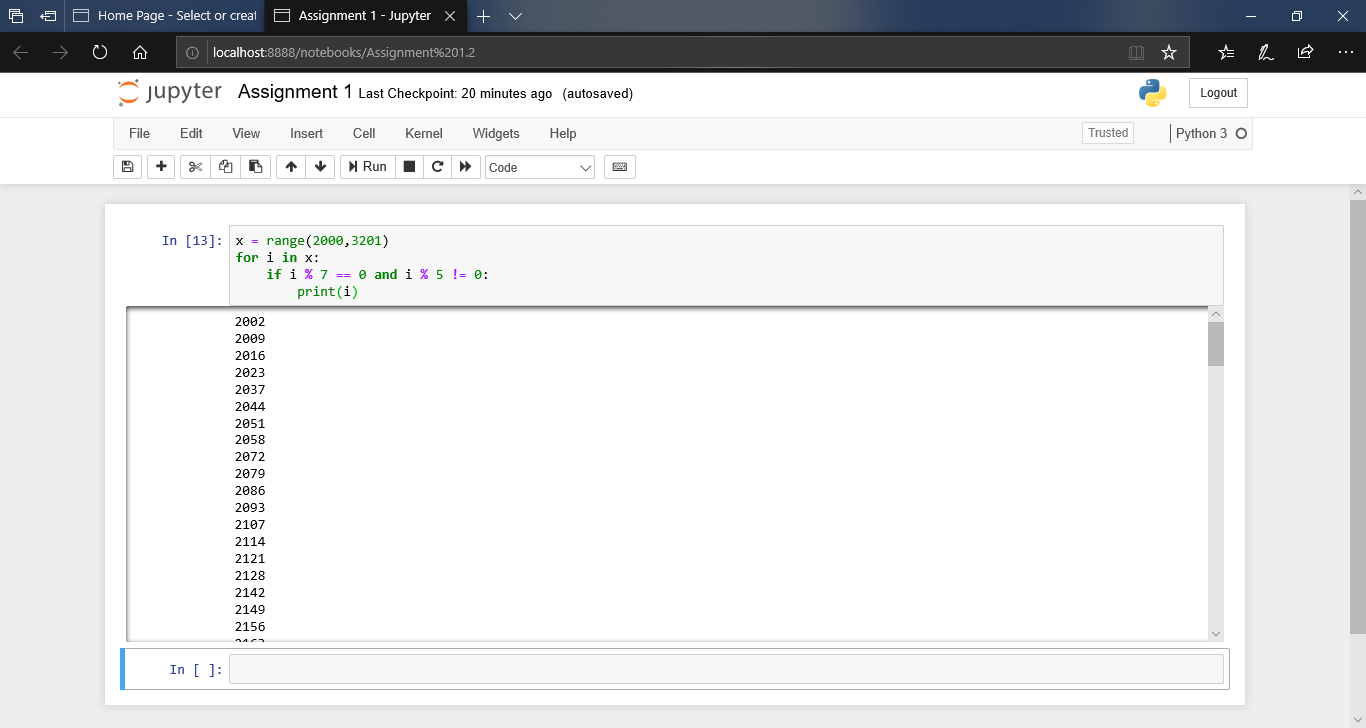 Home Page - Select or creat
Assignment 1 - Jupyter
localhost:8888/notebooks/Assignment%201.2
jupyter Assignment 1 Last Checkpoint: 20 minutes ago (autosaved)
Logout
File Edit View Insert Cell Kernel Widgets Help
Trusted
Python 3
Run
Code
In [13]: x = range(2000,3201)
for i in x:
    if i % 7 == 0 and i % 5 != 0:
        print(i)
2002
2009
2016
2023
2037
2044
2051
2058
2072
2079
2086
2093
2107
2114
2121
2128
2142
2149
2156
In [ ]: